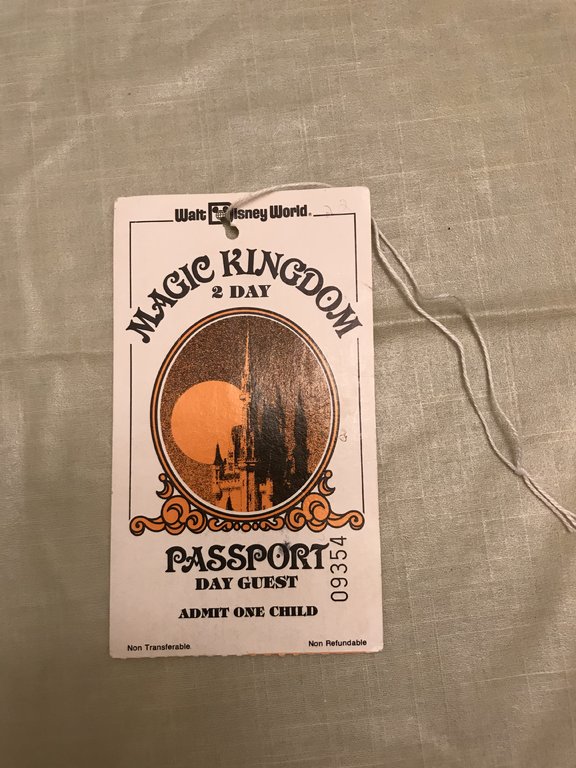 Walt Disney World®
MAGIC KINGDOM
2 DAY
PASSPORT
DAY GUEST
09354
ADMIT ONE CHILD
Non Transferable
Non Refundable